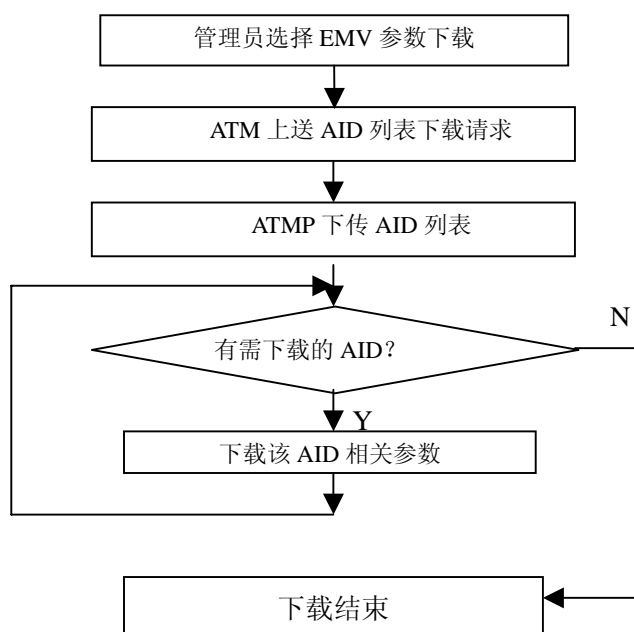 管理员选择 EMV 参数下载
ATM 上送 AID 列表下载请求
ATMP 下传 AID 列表
有需下载的 AID?
N
Y
下载该 AID 相关参数
下载结束